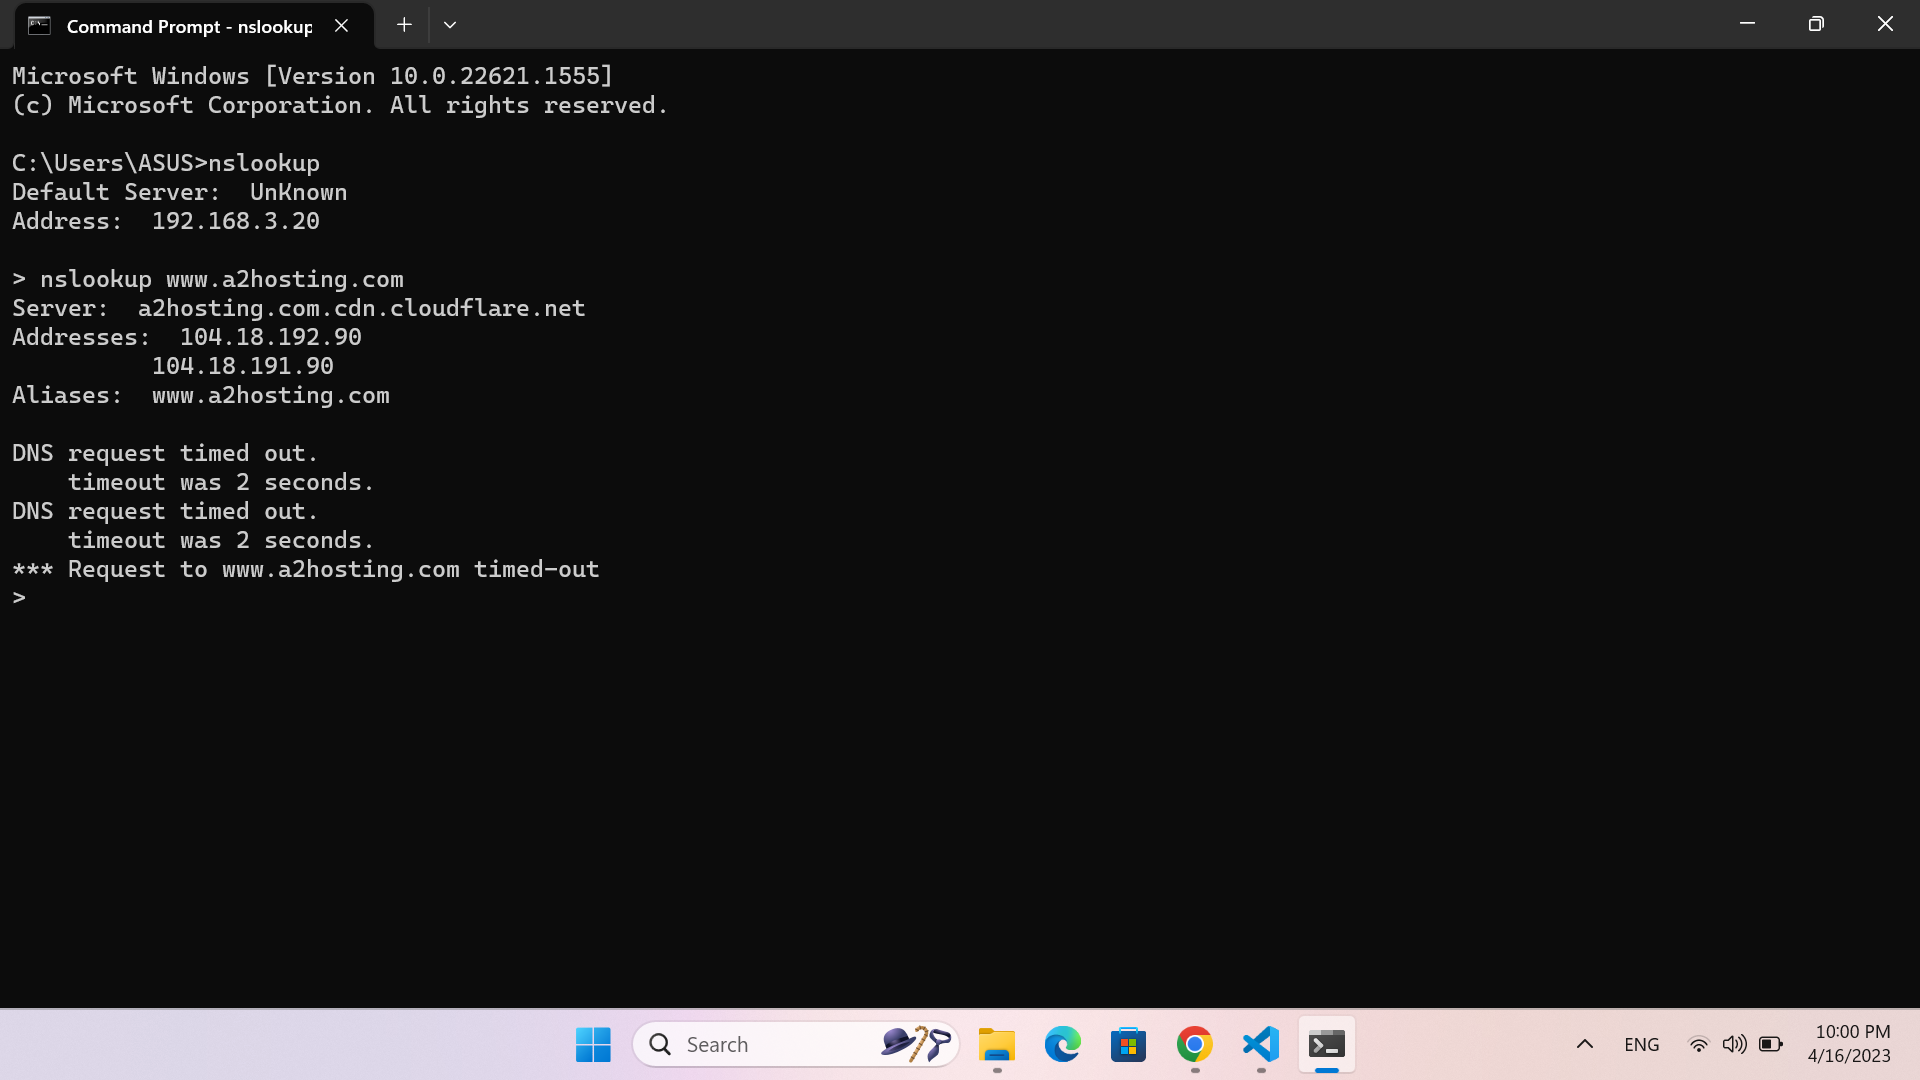 Command Prompt - nslookup
Microsoft Windows [Version 10.0.22621.1555]
(c) Microsoft Corporation. All rights reserved.
C:\Users\ASUS>nslookup
Default Server:  UnKnown
Address:  192.168.3.20
> nslookup www.a2hosting.com
Server:  a2hosting.com.cdn.cloudflare.net
Addresses:  104.18.192.90
          104.18.191.90
Aliases:  www.a2hosting.com
DNS request timed out.
    timeout was 2 seconds.
DNS request timed out.
    timeout was 2 seconds.
*** Request to www.a2hosting.com timed-out
>
Search
ENG
10:00 PM
4/16/2023